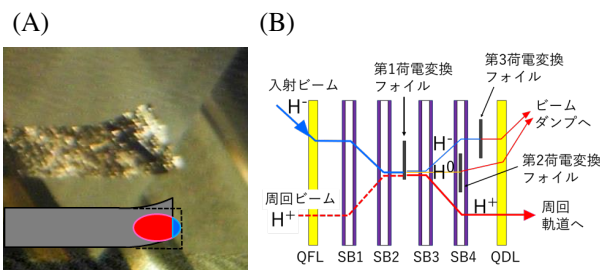 (A)
(B)
第1荷電変換
フォイル
第3荷電変換
フォイル
入射ビーム
H-
ビーム
ダンプへ
H-
H0
第2荷電変換
フォイル
周回ビーム
H+
H+
周回
軌道へ
QFL SB1 SB2 SB3 SB4 QDL